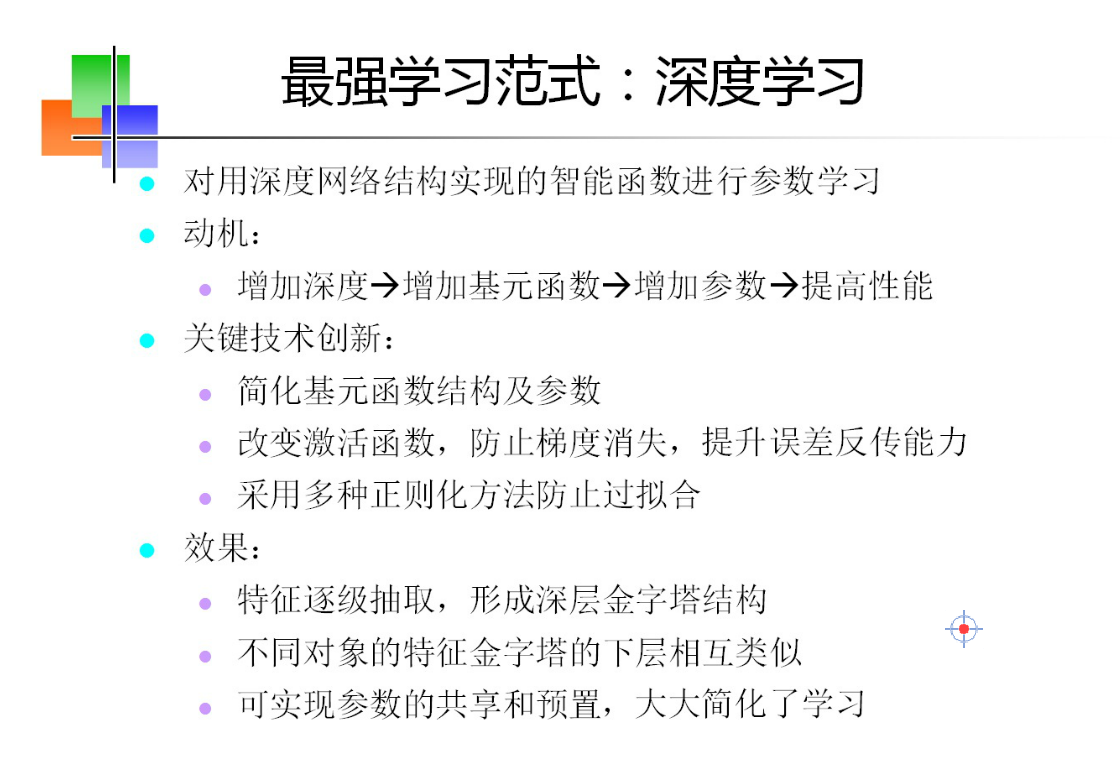 最强学习范式：深度学习
对用深度网络结构实现的智能函数进行参数学习
动机：
增加深度→增加基元函数→增加参数→提高性能
关键技术创新：
简化基元函数结构及参数
改变激活函数，防止梯度消失，提升误差反传能力
采用多种正则化方法防止过拟合
效果：
特征逐级抽取，形成深层金字塔结构
不同对象的特征金字塔的下层相互类似
可实现参数的共享和预置，大大简化了学习